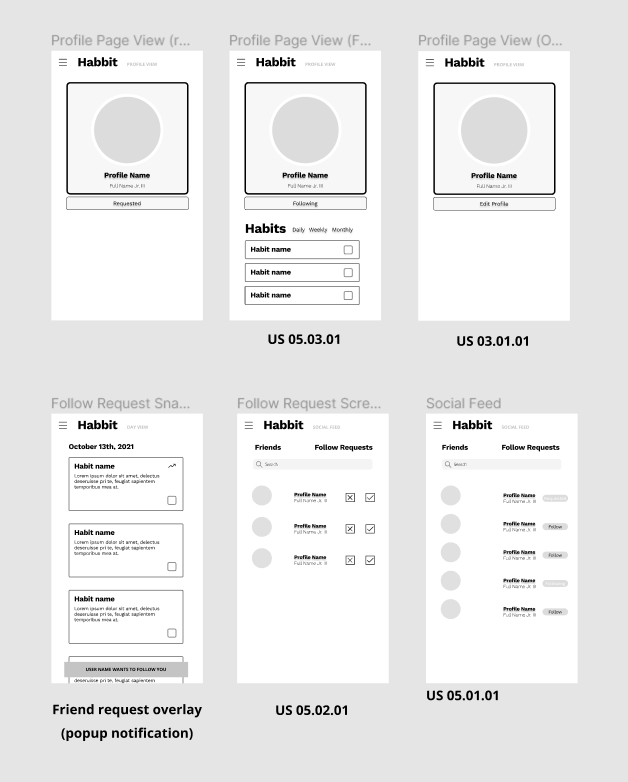 Profile Page View (r...
Profile Page View (F...
Profile Page View (O...
Habbit PROFILE VIEW
Profile Name
Full Name Jr. III
Requested
Habbit PROFILE VIEW
Profile Name
Full Name Jr. III
Following
Habits Daily Weekly Monthly
Habit name
Habit name
Habit name
US 05.03.01
Habbit PROFILE VIEW
Profile Name
Full Name Jr. III
Edit Profile
US 03.01.01
Follow Request Sna...
Follow Request Scre...
Social Feed
Habbit DAY VIEW
October 13th, 2021
Habit name
Lorem ipsum dolor sit amet, delectus
deseruisse pri te, feugiat sapientem
temporibus mea at.
Habit name
Lorem ipsum dolor sit amet, delectus
deseruisse pri te, feugiat sapientem
temporibus mea at.
Habit name
Lorem ipsum dolor sit amet, delectus
deseruisse pri te, feugiat sapientem
temporibus mea at.
USER NAME WANTS TO FOLLOW YOU
deseruisse pri te, feugiat sapientem
Friend request overlay
(popup notification)
Habbit SOCIAL FEED
Friends Follow Requests
Search
Profile Name
Full Name Jr. III
Profile Name
Full Name Jr. III
Profile Name
Full Name Jr. III
US 05.02.01
Habbit SOCIAL FEED
Friends Follow Requests
Search
Profile Name
Full Name Jr. III
Profile Name Follow
Full Name Jr. III
Profile Name Follow
Full Name Jr. III
Profile Name
Full Name Jr. III
Profile Name Follow
Full Name Jr. III
US 05.01.01